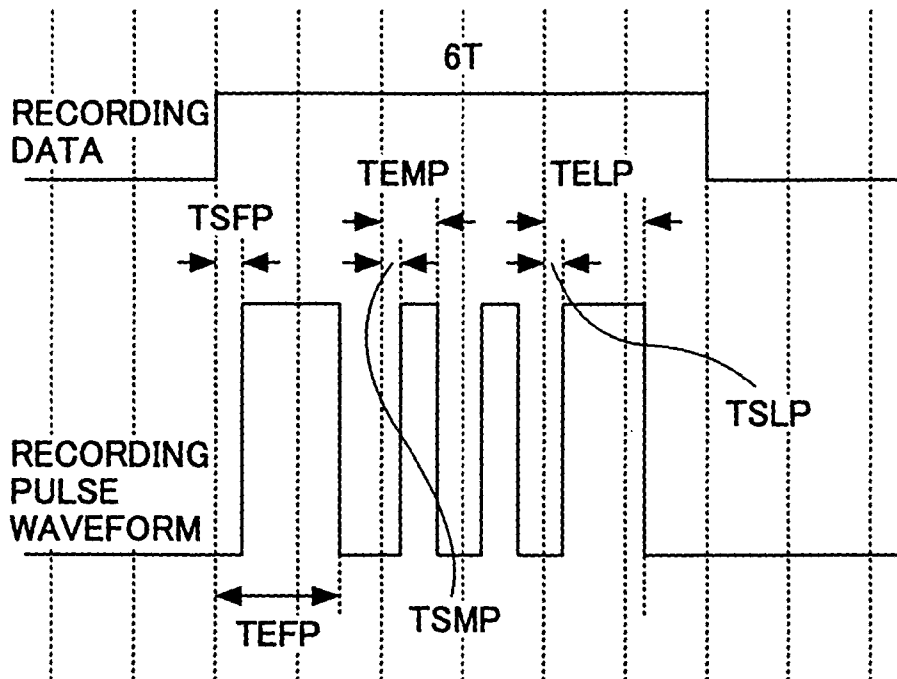 6T
RECORDING
DATA
TEMP
TELP
TSFP
TSLP
RECORDING
PULSE
WAVEFORM
TSMP
TEFP